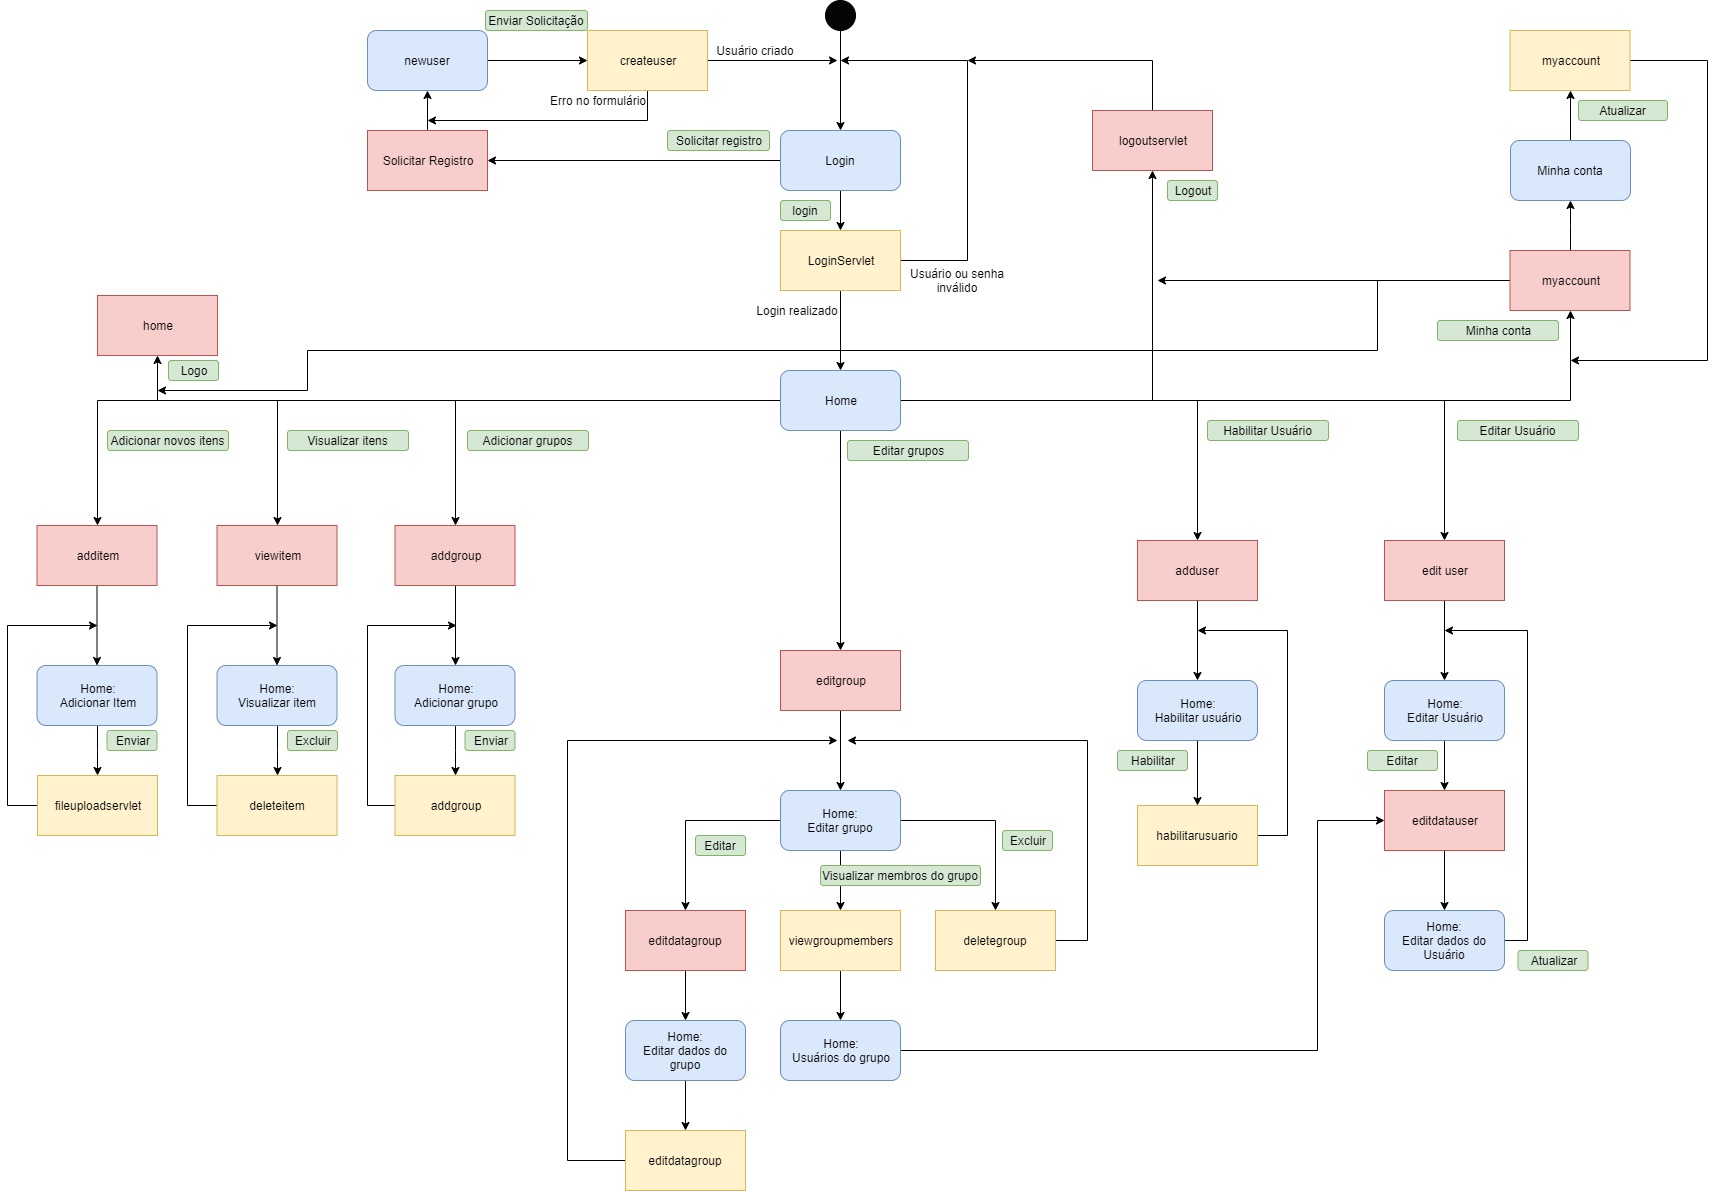 Enviar Solicitação
newuser
createuser
Usuário criado
myaccount
Erro no formulário
Atualizar
Solicitar registro
logoutservlet
Solicitar Registro
Login
Minha conta
Logout
login
LoginServlet
Usuário ou senha
inválido
myaccount
Login realizado
home
Minha conta
Logo
Home
Adicionar novos itens
Visualizar itens
Adicionar grupos
Editar grupos
Habilitar Usuário
Editar Usuário
additem
viewitem
addgroup
adduser
edit user
editgroup
Home:
Adicionar Item
Home:
Visualizar item
Home:
Adicionar grupo
Home:
Habilitar usuário
Home:
Editar Usuário
Enviar
Excluir
Enviar
Habilitar
Editar
fileuploadservlet
deleteitem
addgroup
Home:
Editar grupo
habilitarusuario
editdatauser
Editar
Excluir
Visualizar membros do grupo
editdatagroup
viewgroupmembers
deletegroup
Home:
Editar dados do
Usuário
Atualizar
Home:
Editar dados do
grupo
Home:
Usuários do grupo
editdatagroup